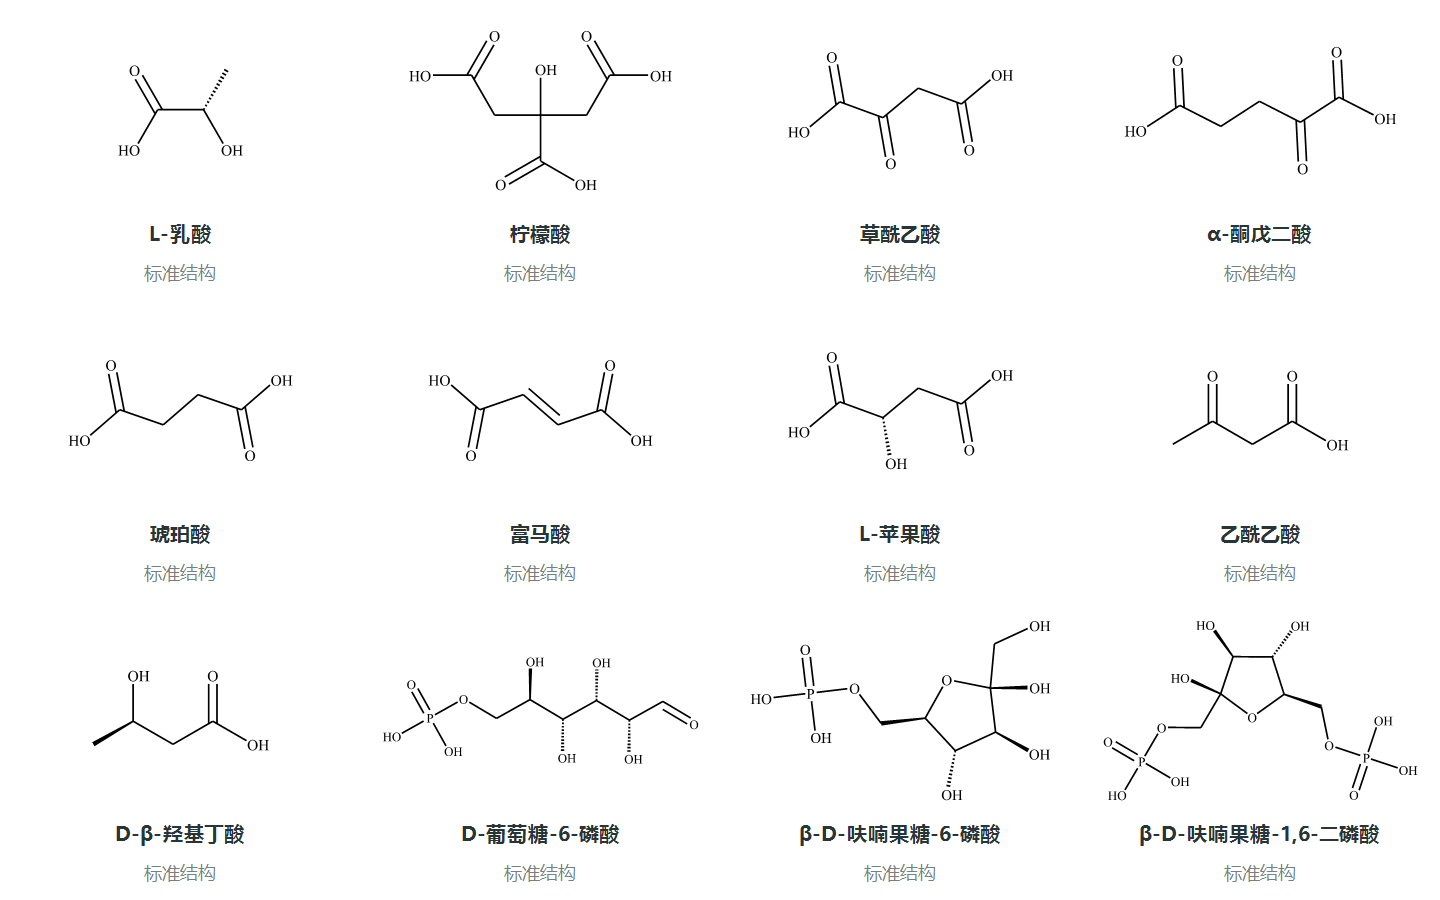 O HO OH
O HO OH O OH O OH
O HO O OH O
O HO O O OH
L-乳酸 柠檬酸 草酰乙酸 α-酮戊二酸
标准结构 标准结构 标准结构 标准结构
O HO OH O
HO O O OH
O HO OH OH O
O O OH
琥珀酸 富马酸 L-苹果酸 乙酰乙酸
标准结构 标准结构 标准结构 标准结构
OH O OH
O HO P OH O OH OH OH OH O
O HO P OH O O OH OH OH OH
HO OH HO O O O P HO OH O P OH OH O
D-β-羟基丁酸 D-葡萄糖-6-磷酸 β-D-呋喃果糖-6-磷酸 β-D-呋喃果糖-1,6-二磷酸
标准结构 标准结构 标准结构 标准结构